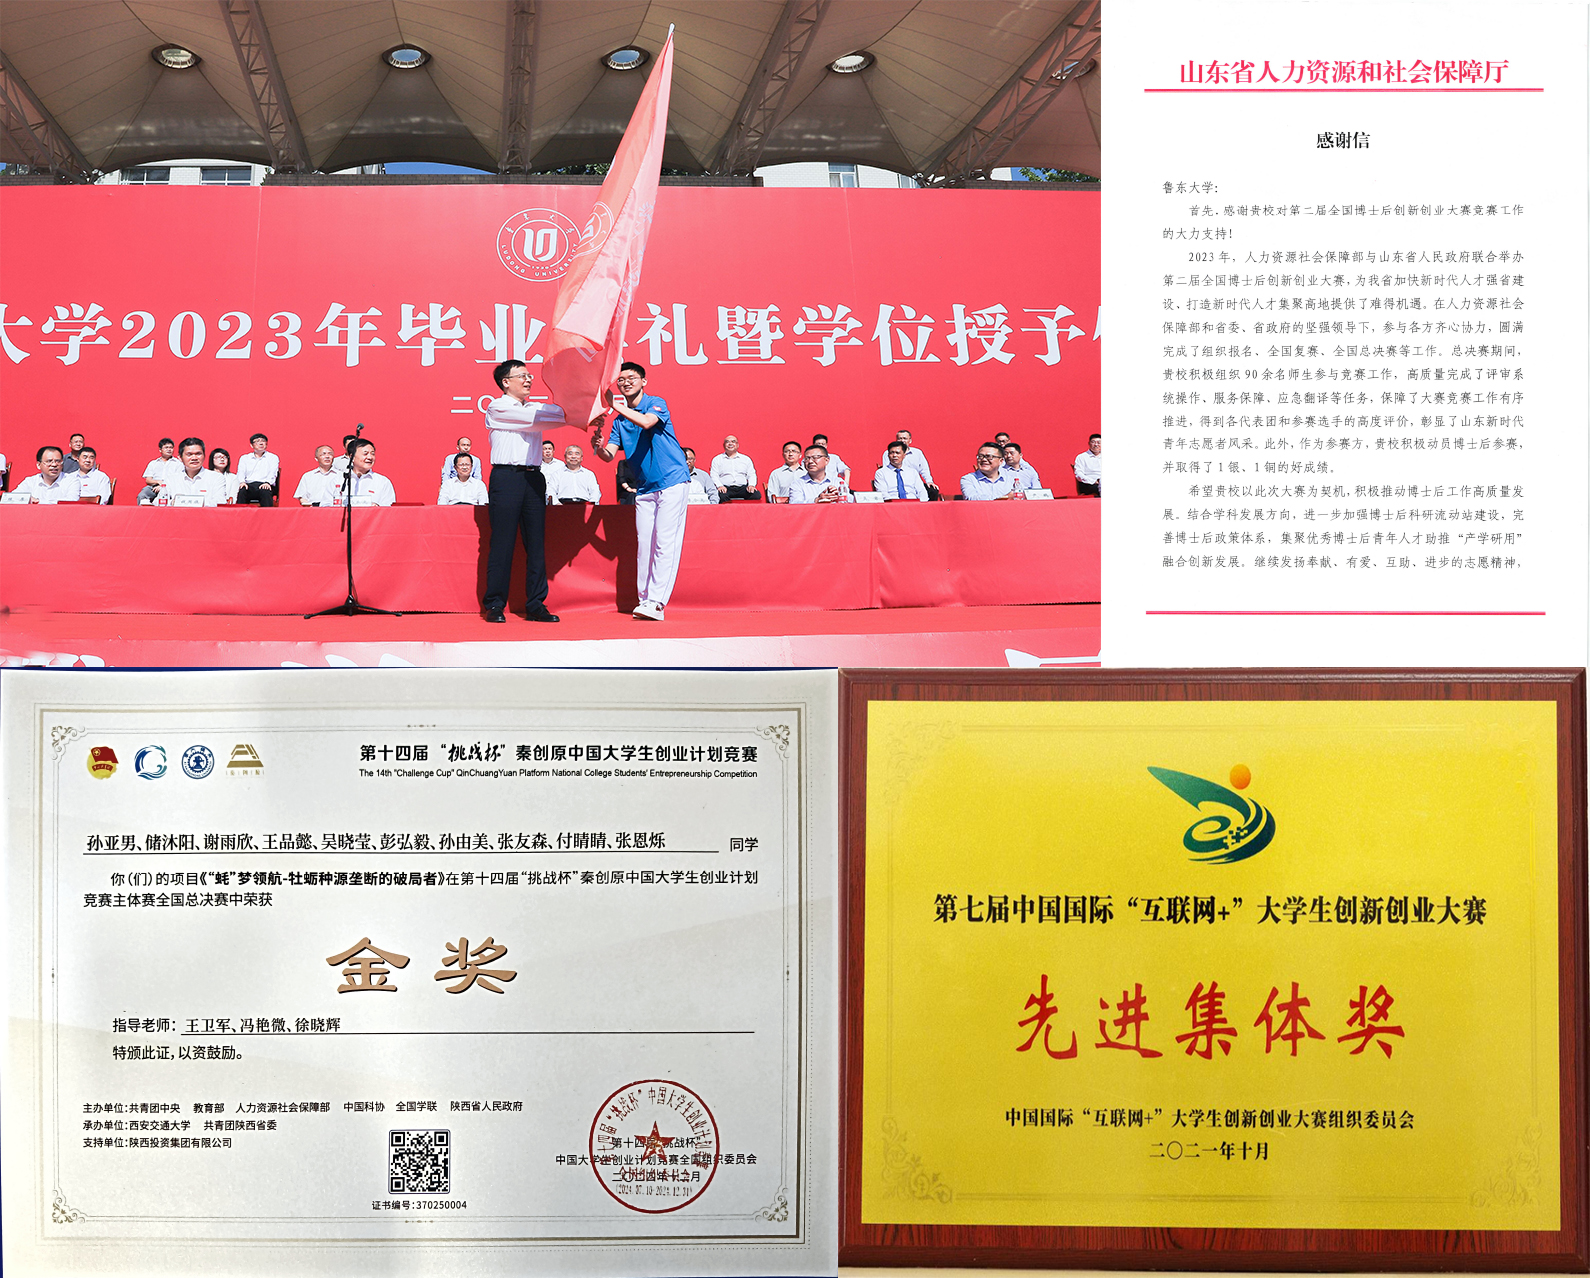 LUDONG UNIVERSITY
大学2023年毕业
礼暨学位授予
山东省人力资源和社会保障厅
感谢信
鲁东大学:
首先,感谢贵校对第二届全国博士后创新创业大赛竞赛工作
的大力支持!
2023年,人力资源社会保障部与山东省人民政府联合举办
第二届全国博士后创新创业大赛,为我省加快新时代人才强省建
设、打造新时代人才集聚高地提供了难得机遇。在人力资源社会
保障部和省委、省政府的坚强领导下,参与各方齐心协力,圆满
完成了组织报名、全国复赛、全国总决赛等工作。总决赛期间,
贵校积极组织90余名师生参与竞赛工作,高质量完成了评审系
统操作、服务保障、应急翻译等任务,保障了大赛竞赛工作有序
推进,得到各代表团和参赛选手的高度评价,彰显了山东新时代
青年志愿者风采。此外,作为参赛方,贵校积极动员博士后参赛,
并取得了1银、1铜的好成绩。
希望贵校以此次大赛为契机,积极推动博士后工作高质量发
展。结合学科发展方向,进一步加强博士后科研流动站建设,完
善博士后政策体系,集聚优秀博士后青年人才助推“产学研用”
融合创新发展。继续发扬奉献、有爱、互助、进步的志愿精神,
第十四届“挑战杯”秦创原中国大学生创业计划竞赛
The 14th "Challenge Cup" QinChuangYuan Platform National College Students' Entrepreneurship Competition
孙亚男、储沐阳、谢雨欣、王品懿、吴晓莹、彭弘毅、孙由美、张友森、付晴晴、张恩烁 同学
你(们)的项目《“蚝”梦领航-牡蛎种源垄断的破局者》在第十四届“挑战杯”秦创原中国大学生创业计划
竞赛主体赛全国总决赛中荣获
金奖
指导老师:王卫军、冯艳微、徐晓辉
特颁此证,以资鼓励。
主办单位:共青团中央 教育部 人力资源社会保障部 中国科协 全国学联 陕西省人民政府
承办单位:西安交通大学 共青团陕西省委
支持单位:陕西投资集团有限公司
证书编号:370250004
第十四届“挑战杯”
中国大学生创业计划竞赛全国组织委员会
第七届中国国际“互联网+”大学生创新创业大赛
先进集体奖
中国国际“互联网+”大学生创新创业大赛组织委员会
二〇二一年十月